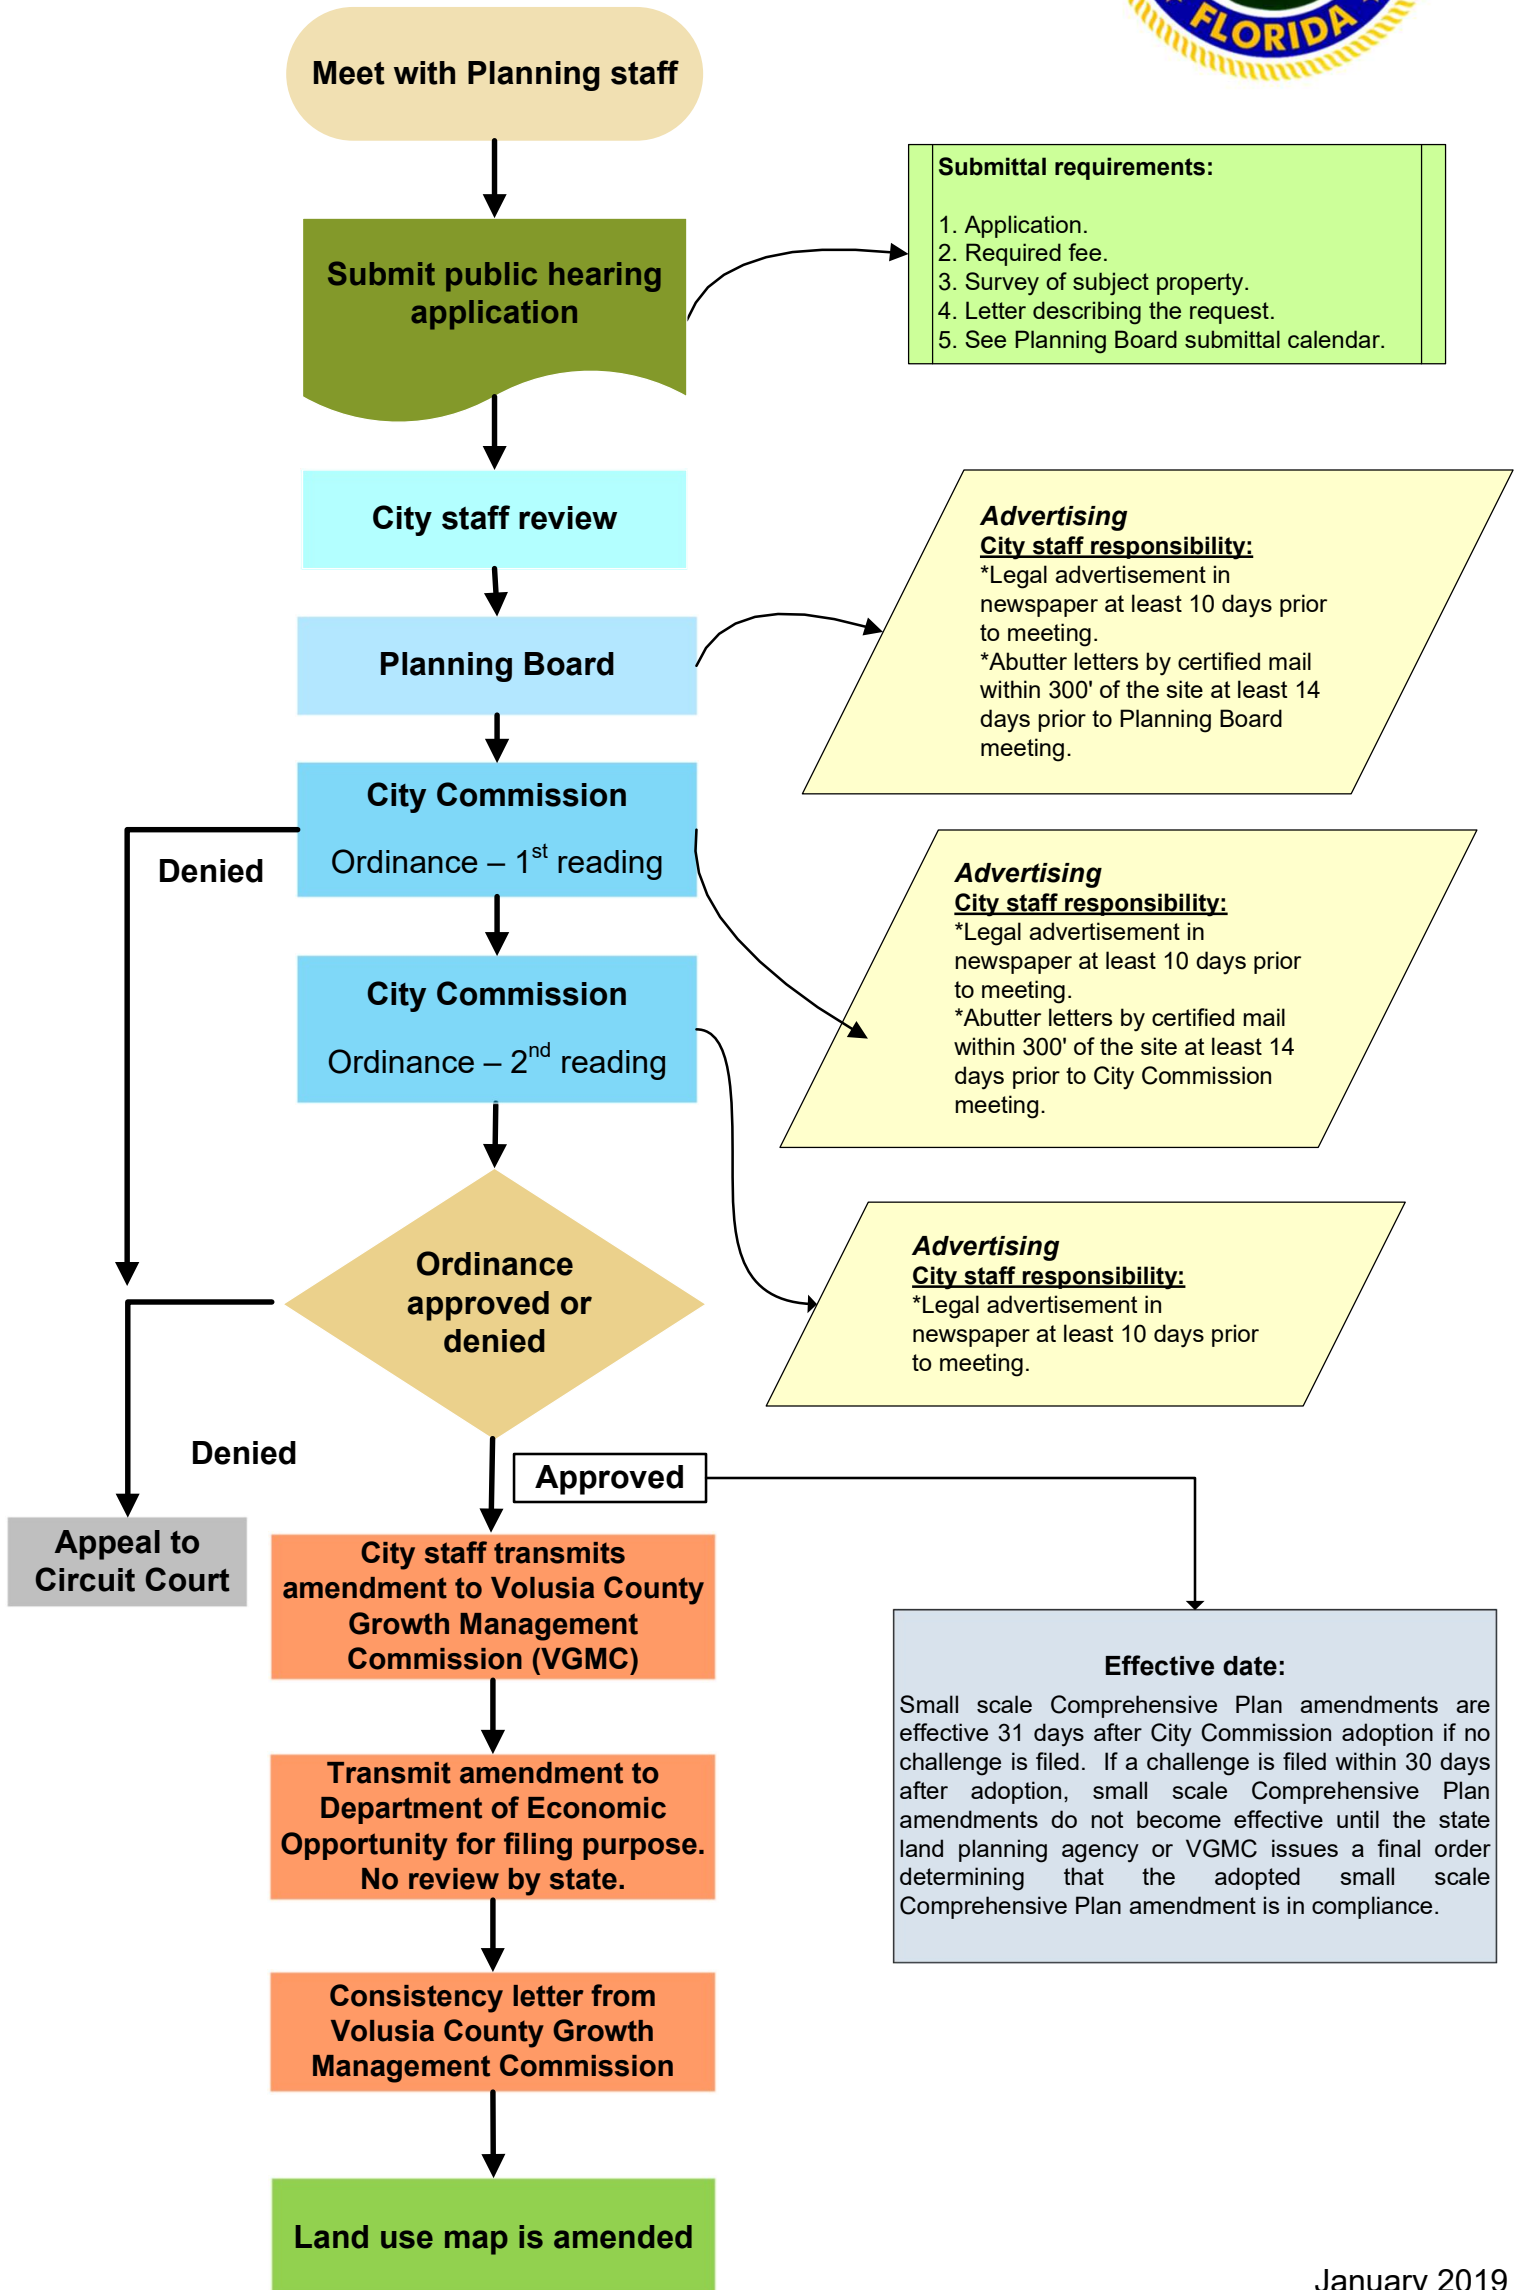 FLORIDA
Meet with Planning staff
Submittal requirements:
1. Application.
2. Required fee.
3. Survey of subject property.
4. Letter describing the request.
5. See Planning Board submittal calendar.
Submit public hearing
application
City staff review
Advertising
City staff responsibility:
*Legal advertisement in
newspaper at least 10 days prior
to meeting.
*Abutter letters by certified mail
within 300' of the site at least 14
days prior to Planning Board
meeting.
Planning Board
City Commission
Ordinance – 1st reading
Denied
Advertising
City staff responsibility:
*Legal advertisement in
newspaper at least 10 days prior
to meeting.
*Abutter letters by certified mail
within 300' of the site at least 14
days prior to City Commission
meeting.
City Commission
Ordinance – 2nd reading
Advertising
City staff responsibility:
*Legal advertisement in
newspaper at least 10 days prior
to meeting.
Ordinance
approved or
denied
Denied
Approved
Appeal to
Circuit Court
City staff transmits
amendment to Volusia County
Growth Management
Commission (VGMC)
Effective date:
Small scale Comprehensive Plan amendments are
effective 31 days after City Commission adoption if no
challenge is filed. If a challenge is filed within 30 days
after adoption, small scale Comprehensive Plan
amendments do not become effective until the state
land planning agency or VGMC issues a final order
determining that the adopted small scale
Comprehensive Plan amendment is in compliance.
Transmit amendment to
Department of Economic
Opportunity for filing purpose.
No review by state.
Consistency letter from
Volusia County Growth
Management Commission
Land use map is amended
January 2019